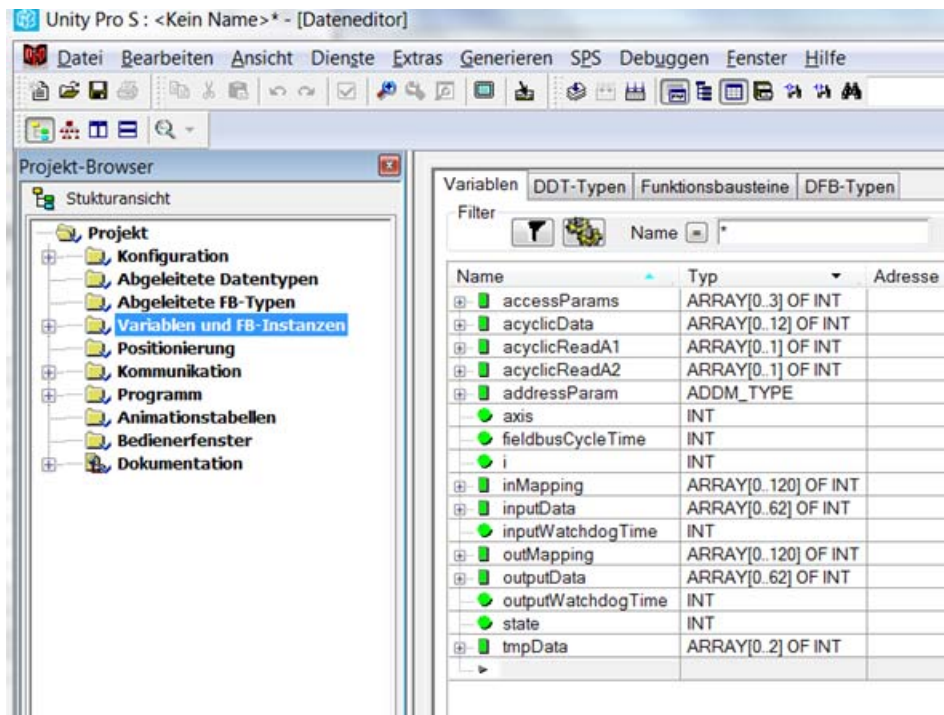 Unity Pro S : <Kein Name>* - [Dateneditor]
Datei Bearbeiten Ansicht Dienste Extras Generieren SPS Debuggen Fenster Hilfe
Projekt-Browser
Stukturansicht
Projekt
Konfiguration
Abgeleitete Datentypen
Abgeleitete FB-Typen
Variablen und FB-Instanzen
Positionierung
Kommunikation
Programm
Animationstabellen
Bedienerfenster
Dokumentation
Variablen DDT-Typen Funktionsbausteine DFB-Typen
Filter
Name = *
Name Typ Adresse
accessParams ARRAY[0..3] OF INT
acyclicData ARRAY[0..12] OF INT
acyclicReadA1 ARRAY[0..1] OF INT
acyclicReadA2 ARRAY[0..1] OF INT
addressParam ADDM_TYPE
axis INT
fieldbusCycleTime INT
i INT
inMapping ARRAY[0..120] OF INT
inputData ARRAY[0..62] OF INT
inputWatchdogTime INT
outMapping ARRAY[0..120] OF INT
outputData ARRAY[0..62] OF INT
outputWatchdogTime INT
state INT
tmpData ARRAY[0..2] OF INT